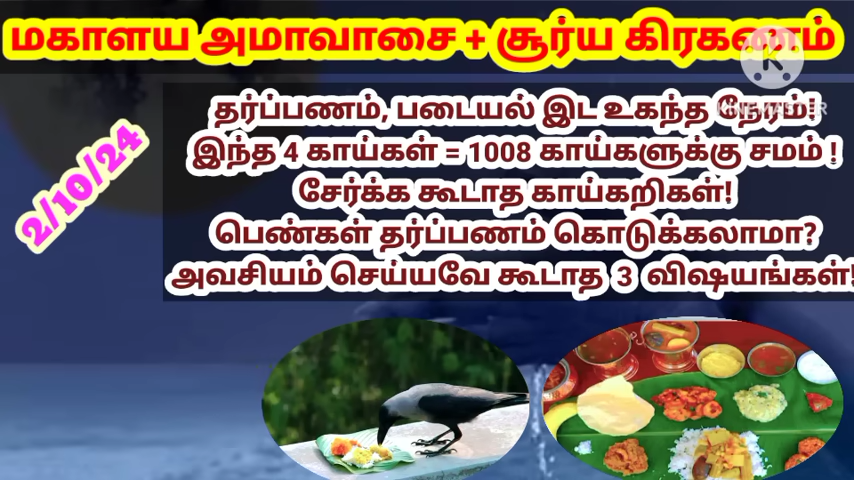 மகாளய அமாவாசை + சூர்ய கிரகணம்
KINEMASTER
2/10/24
தர்ப்பணம், படையல் இட உகந்த நேரம்!
இந்த 4 காய்கள் = 1008 காய்களுக்கு சமம் !
சேர்க்க கூடாத காய்கறிகள்!
பெண்கள் தர்ப்பணம் கொடுக்கலாமா?
அவசியம் செய்யவே கூடாத 3 விஷயங்கள்!